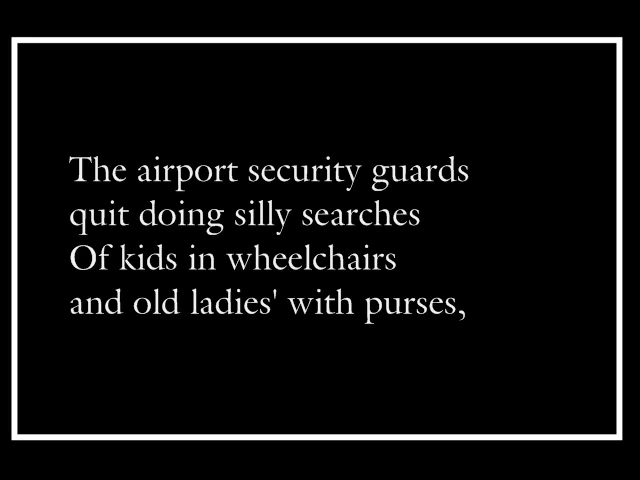 The airport security guards
quit doing silly searches
Of kids in wheelchairs
and old ladies' with purses,